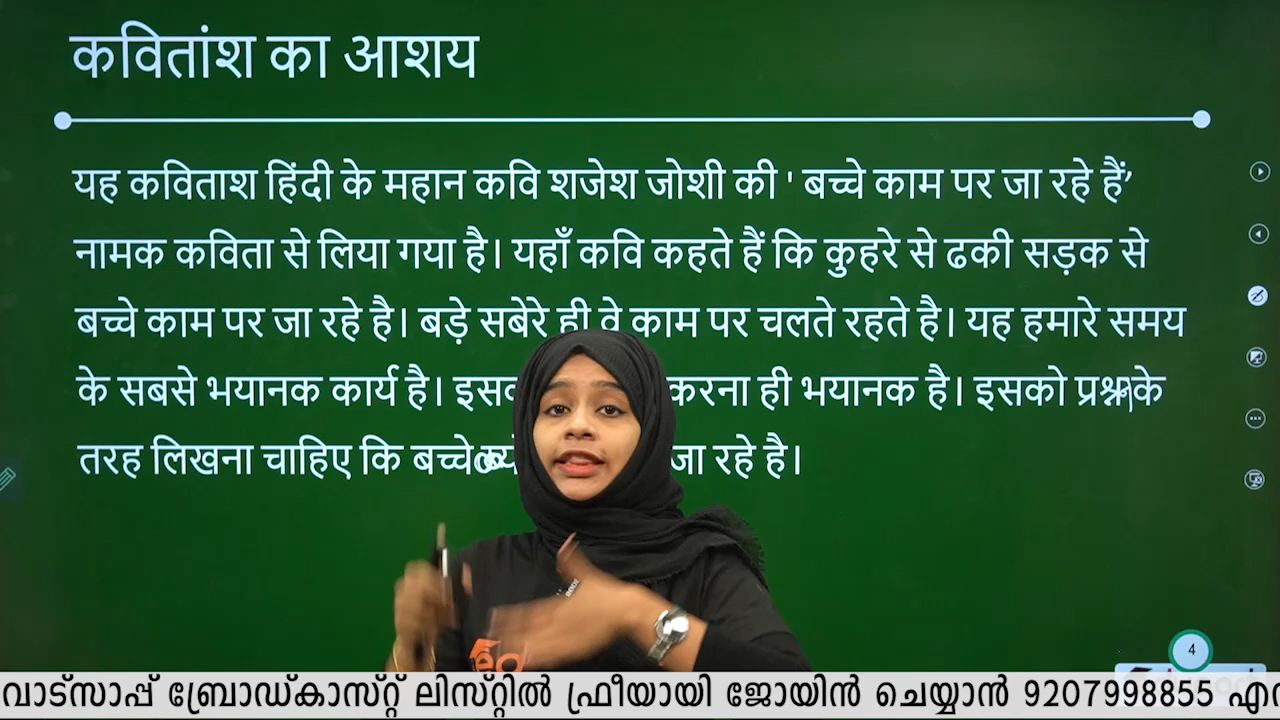 कवितांश का आशय
यह कविताश हिंदी के महान कवि शजेश जोशी की ' बच्चे काम पर जा रहे हैं’
नामक कविता से लिया गया है। यहाँ कवि कहते हैं कि कुहरे से ढकी सड़क से
बच्चे काम पर जा रहे है। बड़े सबेरे ही वे काम पर चलते रहते है। यह हमारे समय
के सबसे भयानक कार्य है। करना ही भयानक है। इसको प्रश्न के
तरह लिखना चाहिए कि बच्चे जा रहे है।
4
വാട്സാപ്പ് ബ്രോഡ്കാസ്റ്റ് ലിസ്റ്റിൽ ഫ്രീയായി ജോയിൻ ചെയ്യാൻ 9207998855